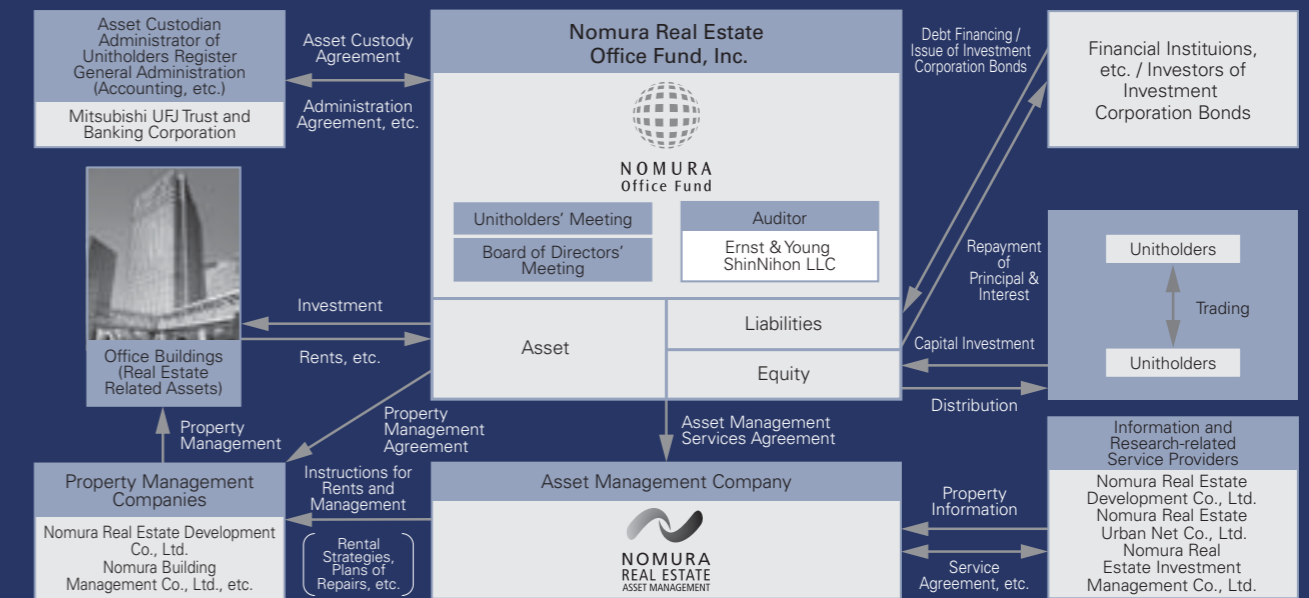 Asset Custodian
Administrator of
Unitholders Register
General Administration
(Accounting, etc.)
Mitsubishi UFJ Trust and
Banking Corporation
Asset Custody
Agreement
Administration
Agreement, etc.
Nomura Real Estate
Office Fund, Inc.
NOMURA
Office Fund
Unitholders' Meeting
Board of Directors'
Meeting
Auditor
Ernst & Young
ShinNihon LLC
Asset
Liabilities
Equity
Debt Financing /
Issue of Investment
Corporation Bonds
Financial Instituions,
etc. / Investors of
Investment
Corporation Bonds
Repayment
of
Principal &
Interest
Unitholders
Trading
Unitholders
Capital Investment
Distribution
Investment
Rents, etc.
Office Buildings
(Real Estate
Related Assets)
Property
Management
Property
Management
Agreement
Asset Management
Services Agreement
Property Management
Companies
Nomura Real Estate Development
Co., Ltd.
Nomura Building
Management Co., Ltd., etc.
Instructions for
Rents and
Management
Rental
Strategies,
Plans of
Repairs, etc.
Asset Management Company
NOMURA
REAL ESTATE
ASSET MANAGEMENT
Property
Information
Service
Agreement, etc.
Information and
Research-related
Service Providers
Nomura Real Estate
Development Co., Ltd.
Nomura Real Estate
Urban Net Co., Ltd.
Nomura Real
Estate Investment
Management Co., Ltd.